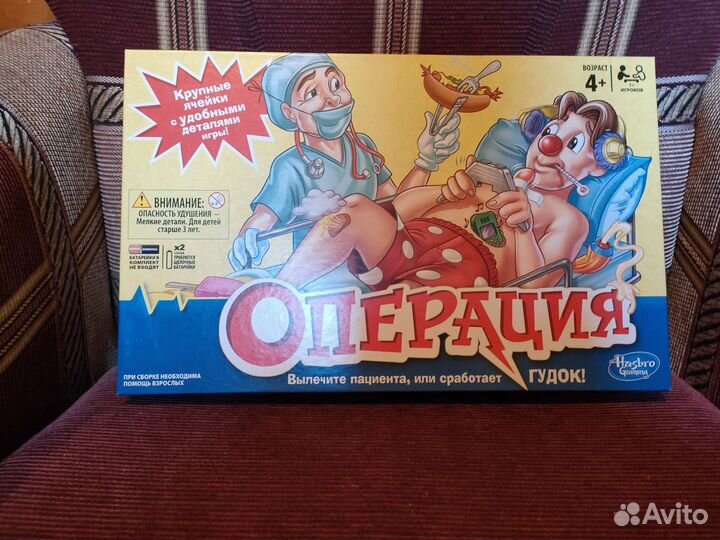 Крупные
ячейки
с удобными
деталями
игры!
ВОЗРАСТ
4+
1+
ИГРОКОВ
ВНИМАНИЕ:
ОПАСНОСТЬ УДУШЕНИЯ –
Мелкие детали. Для детей
старше 3 лет.
БАТАРЕЙКИ В
КОМПЛЕКТ
НЕ ВХОДЯТ
x2
ТРЕБУЮТСЯ
ЩЕЛОЧНЫЕ
БАТАРЕЙКИ
ОПЕРАЦИЯ
ПРИ СБОРКЕ НЕОБХОДИМА
ПОМОЩЬ ВЗРОСЛЫХ
Вылечите пациента, или сработает ГУДОК!
Hasbro
Gaming
Avito